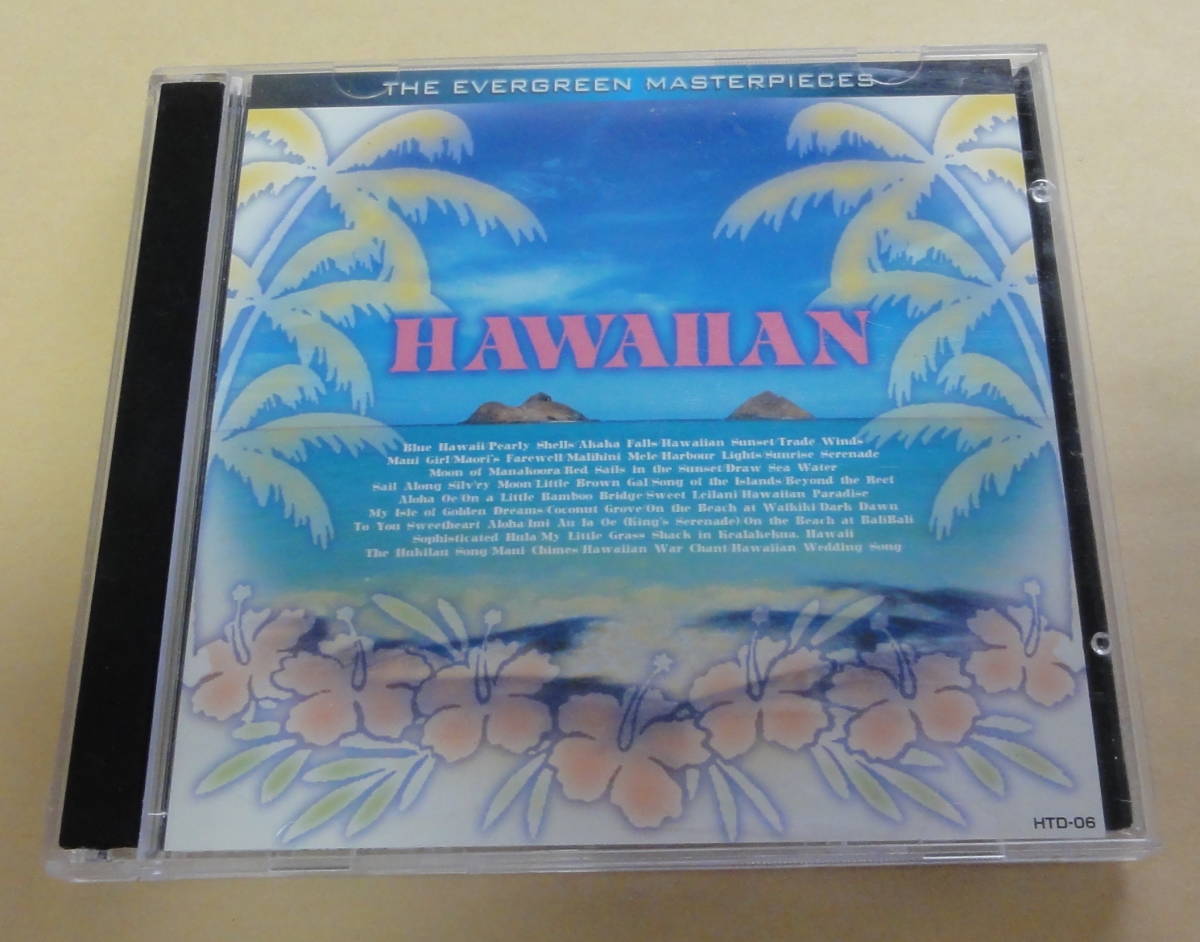 THE EVERGREEN MASTERPIECES
HAWAIIAN
Blue Hawaii/Pearly Shells/Akaka Falls/Hawaiian Sunset/Trade Winds
Maui Girl/Maori's Farewell/Malihini Mele/Harbour Lights/Sunrise Serenade
Moon of Manakoora/Red Sails in the Sunset/Draw Sea Water
Sail Along Silv'ry Moon/Little Brown Gal/Song of the Islands/Beyond the Reef
Aloha Oe/On a Little Bamboo Bridge/Sweet Leilani/Hawaiian Paradise
My Isle of Golden Dreams/Coconut Grove/On the Beach at Waikiki/Dark Dawn
To You Sweetheart Aloha/Imi Au Ia Oe (King's Serenade)/On the Beach at BaliBali
Sophisticated Hula/My Little Grass Shack in Kealakekua, Hawaii
The Hukilau Song/Maui Chimes/Hawaiian War Chant/Hawaiian Wedding Song
HTD-06